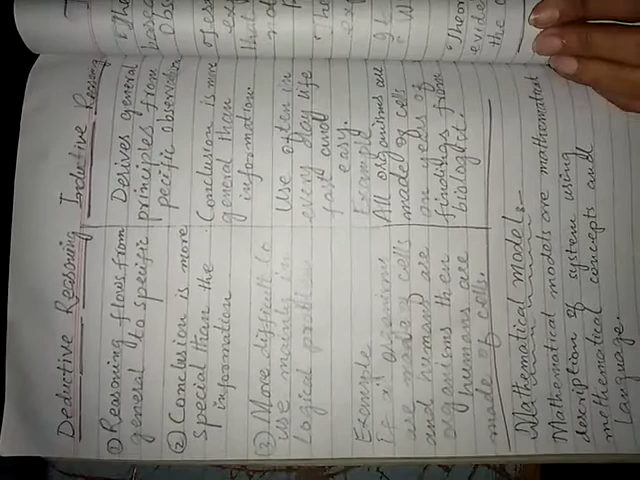 Deductive Reasoning Inductive Reasoning
① Reasoning flows from Derives general
general to specific principles from
pecific observation
② Conclusion is more Conclusion is more
Special than the general than
information information
③ More difficult to Use often in
use mainly in every day life
Logical problem fast and
easy.
Example Example
If all organisms All organisms are
are made of cells made of cells
and humans are on years of
organisms then findings from
humans are biologist.
made of cells.
Mathematical models
Mathematical models are mathematical
description of system using
mathematical concepts and
language.